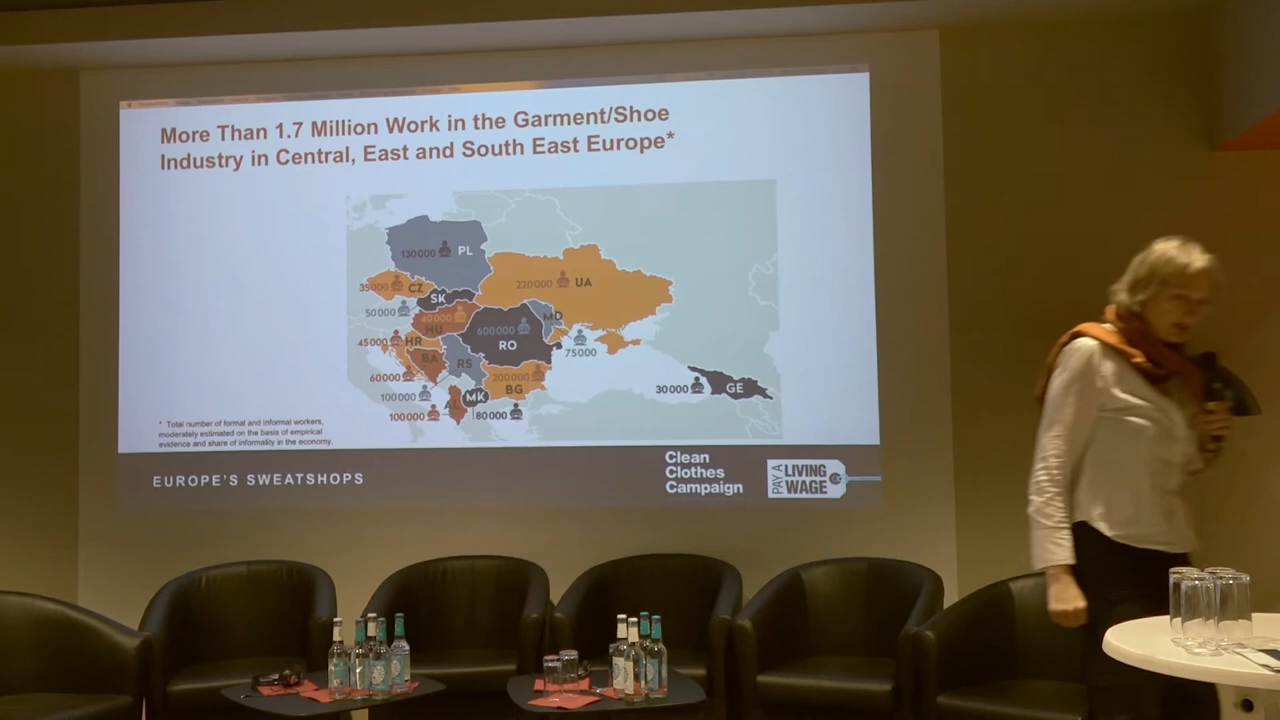 More Than 1.7 Million Work in the Garment/Shoe
Industry in Central, East and South East Europe*
130000 PL
35000 CZ
220000 UA
SK
50000
40000
HU
MD
600000
RO
45000 HR
75000
BA
RS
60000
200000
BG
30000 GE
100000
MK
AL
100000
80000
* Total number of formal and informal workers,
moderately estimated on the basis of empirical
evidence and share of informality in the economy.
EUROPE'S SWEATSHOPS
Clean
Clothes
Campaign
PAY A
LIVING
WAGE